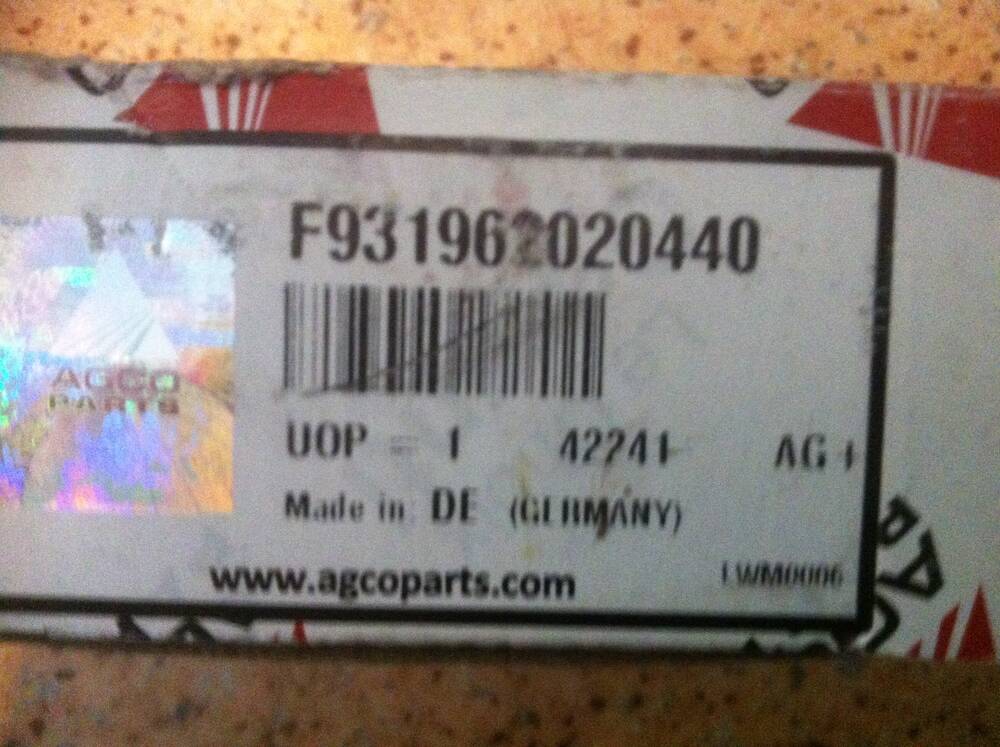 F931962020440
AGCO
PARTS
UOP = 1 42241 AG
Made in: DE (GERMANY)
www.agcoparts.com
LWM0006